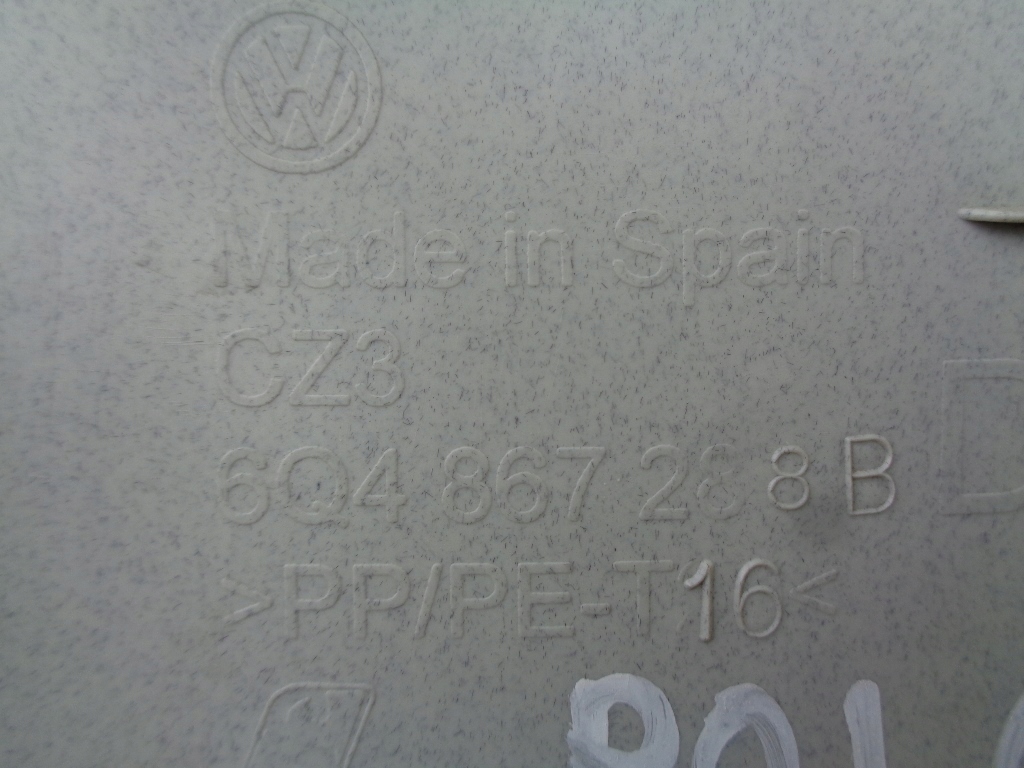 Made in Spain
CZ3
6Q4 867 288 B
>PP/PE-T16<